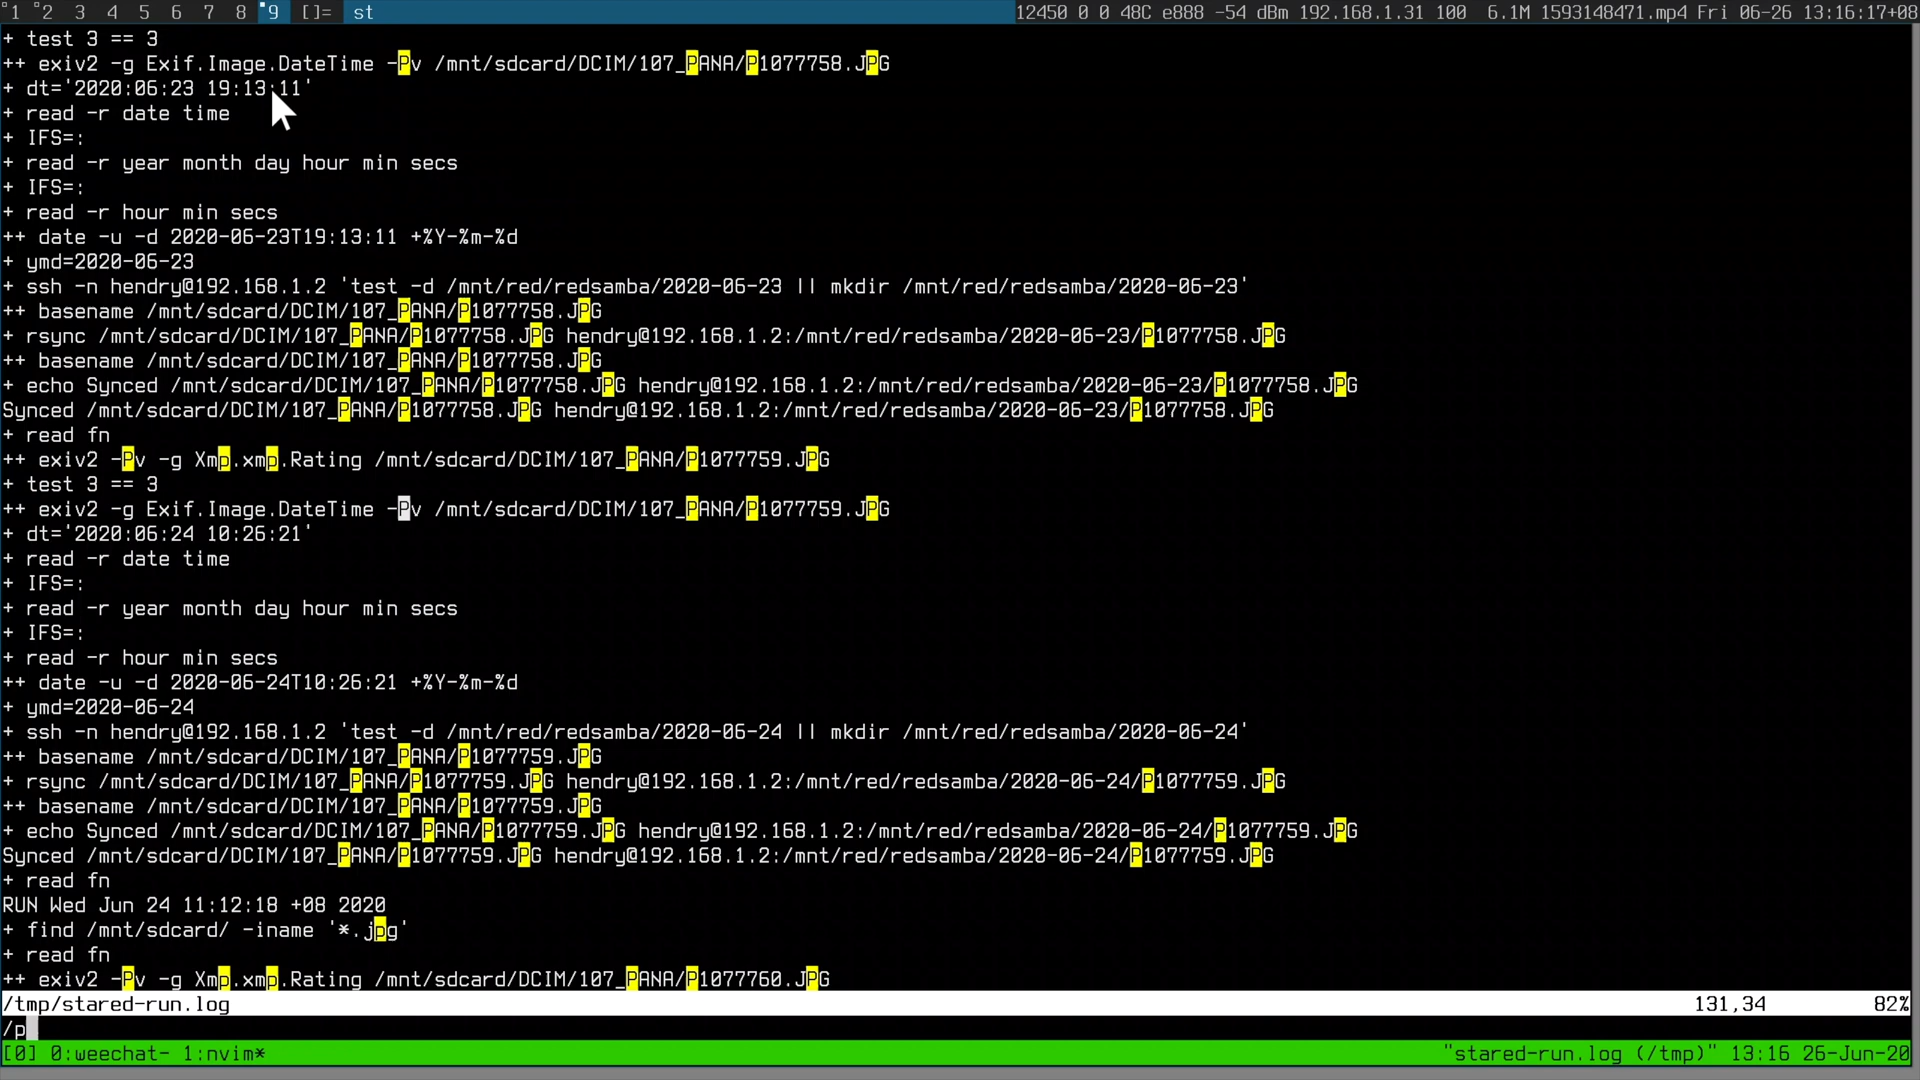 1 2 3 4 5 6 7 8 9 []= st 12450 0 0 48C e888 -54 dBm 192.168.1.31 100 6.1M 1593148471.mp4 Fri 06-26 13:16:17+08
+ test 3 == 3
++ exiv2 -g Exif.Image.DateTime -Pv /mnt/sdcard/DCIM/107_PANA/P1077758.JPG
+ dt='2020:06:23 19:13:11'
+ read -r date time
+ IFS=:
+ read -r year month day hour min secs
+ IFS=:
+ read -r hour min secs
++ date -u -d 2020-06-23T19:13:11 +%Y-%m-%d
+ ymd=2020-06-23
+ ssh -n hendry@192.168.1.2 'test -d /mnt/red/redsamba/2020-06-23 || mkdir /mnt/red/redsamba/2020-06-23'
++ basename /mnt/sdcard/DCIM/107_PANA/P1077758.JPG
+ rsync /mnt/sdcard/DCIM/107_PANA/P1077758.JPG hendry@192.168.1.2:/mnt/red/redsamba/2020-06-23/P1077758.JPG
++ basename /mnt/sdcard/DCIM/107_PANA/P1077758.JPG
+ echo Synced /mnt/sdcard/DCIM/107_PANA/P1077758.JPG hendry@192.168.1.2:/mnt/red/redsamba/2020-06-23/P1077758.JPG
Synced /mnt/sdcard/DCIM/107_PANA/P1077758.JPG hendry@192.168.1.2:/mnt/red/redsamba/2020-06-23/P1077758.JPG
+ read fn
++ exiv2 -Pv -g Xmp.xmp.Rating /mnt/sdcard/DCIM/107_PANA/P1077759.JPG
+ test 3 == 3
++ exiv2 -g Exif.Image.DateTime -Pv /mnt/sdcard/DCIM/107_PANA/P1077759.JPG
+ dt='2020:06:24 10:26:21'
+ read -r date time
+ IFS=:
+ read -r year month day hour min secs
+ IFS=:
+ read -r hour min secs
++ date -u -d 2020-06-24T10:26:21 +%Y-%m-%d
+ ymd=2020-06-24
+ ssh -n hendry@192.168.1.2 'test -d /mnt/red/redsamba/2020-06-24 || mkdir /mnt/red/redsamba/2020-06-24'
++ basename /mnt/sdcard/DCIM/107_PANA/P1077759.JPG
+ rsync /mnt/sdcard/DCIM/107_PANA/P1077759.JPG hendry@192.168.1.2:/mnt/red/redsamba/2020-06-24/P1077759.JPG
++ basename /mnt/sdcard/DCIM/107_PANA/P1077759.JPG
+ echo Synced /mnt/sdcard/DCIM/107_PANA/P1077759.JPG hendry@192.168.1.2:/mnt/red/redsamba/2020-06-24/P1077759.JPG
Synced /mnt/sdcard/DCIM/107_PANA/P1077759.JPG hendry@192.168.1.2:/mnt/red/redsamba/2020-06-24/P1077759.JPG
+ read fn
RUN Wed Jun 24 11:12:18 +08 2020
+ find /mnt/sdcard/ -iname '*.jpg'
+ read fn
++ exiv2 -Pv -g Xmp.xmp.Rating /mnt/sdcard/DCIM/107_PANA/P1077760.JPG
/tmp/stared-run.log 131,34 82%
/p
[0] 0:weechat- 1:nvim* "stared-run.log (/tmp)" 13:16 26-Jun-20